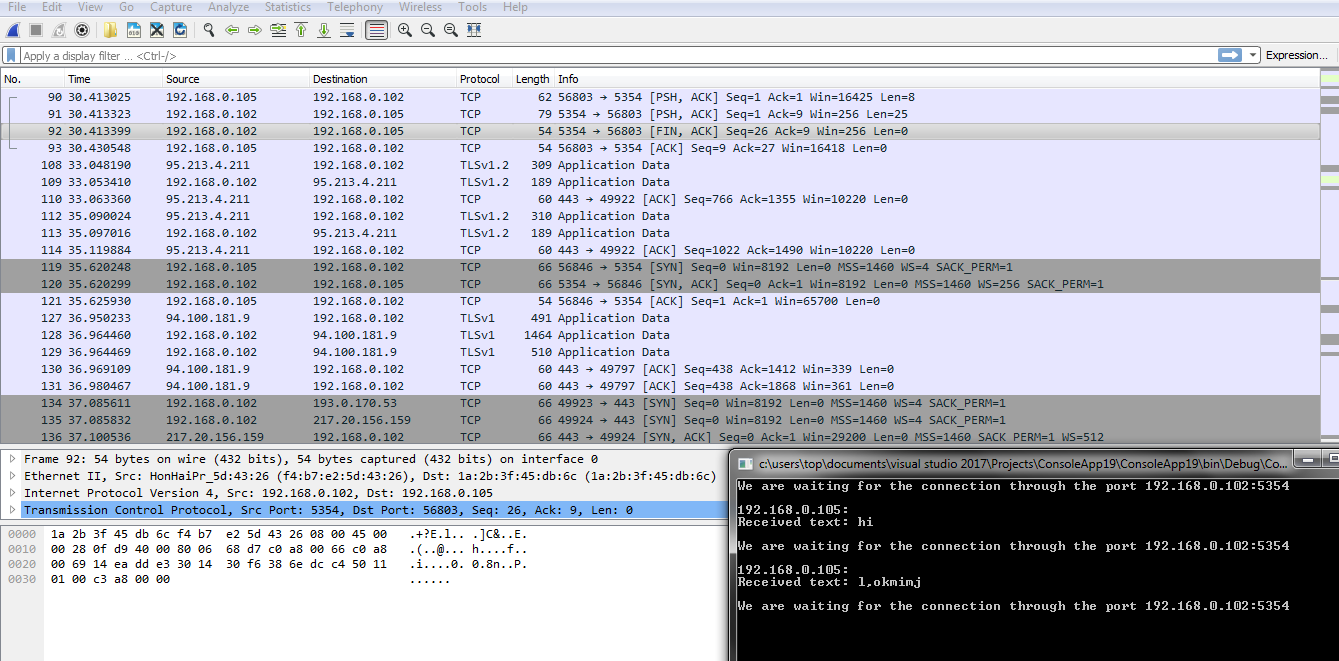 File Edit View Go Capture Analyze Statistics Telephony Wireless Tools Help
Apply a display filter ... <Ctrl-/> Expression...
No. Time Source Destination Protocol Length Info
90 30.413025 192.168.0.105 192.168.0.102 TCP 62 56803 → 5354 [PSH, ACK] Seq=1 Ack=1 Win=16425 Len=8
91 30.413323 192.168.0.102 192.168.0.105 TCP 79 5354 → 56803 [PSH, ACK] Seq=1 Ack=9 Win=256 Len=25
92 30.413399 192.168.0.102 192.168.0.105 TCP 54 5354 → 56803 [FIN, ACK] Seq=26 Ack=9 Win=256 Len=0
93 30.430548 192.168.0.105 192.168.0.102 TCP 54 56803 → 5354 [ACK] Seq=9 Ack=27 Win=16418 Len=0
108 33.048190 95.213.4.211 192.168.0.102 TLSv1.2 309 Application Data
109 33.053410 192.168.0.102 95.213.4.211 TLSv1.2 189 Application Data
110 33.063360 95.213.4.211 192.168.0.102 TCP 60 443 → 49922 [ACK] Seq=766 Ack=1355 Win=10220 Len=0
112 35.090024 95.213.4.211 192.168.0.102 TLSv1.2 310 Application Data
113 35.097016 192.168.0.102 95.213.4.211 TLSv1.2 189 Application Data
114 35.119884 95.213.4.211 192.168.0.102 TCP 60 443 → 49922 [ACK] Seq=1022 Ack=1490 Win=10220 Len=0
119 35.620248 192.168.0.105 192.168.0.102 TCP 66 56846 → 5354 [SYN] Seq=0 Win=8192 Len=0 MSS=1460 WS=4 SACK_PERM=1
120 35.620299 192.168.0.102 192.168.0.105 TCP 66 5354 → 56846 [SYN, ACK] Seq=0 Ack=1 Win=8192 Len=0 MSS=1460 WS=256 SACK_PERM=1
121 35.625930 192.168.0.105 192.168.0.102 TCP 54 56846 → 5354 [ACK] Seq=1 Ack=1 Win=65700 Len=0
127 36.950233 94.100.181.9 192.168.0.102 TLSv1 491 Application Data
128 36.964460 192.168.0.102 94.100.181.9 TLSv1 1464 Application Data
129 36.964469 192.168.0.102 94.100.181.9 TLSv1 510 Application Data
130 36.969109 94.100.181.9 192.168.0.102 TCP 60 443 → 49797 [ACK] Seq=438 Ack=1412 Win=339 Len=0
131 36.980467 94.100.181.9 192.168.0.102 TCP 60 443 → 49797 [ACK] Seq=438 Ack=1868 Win=361 Len=0
134 37.085611 192.168.0.102 193.0.170.53 TCP 66 49923 → 443 [SYN] Seq=0 Win=8192 Len=0 MSS=1460 WS=4 SACK_PERM=1
135 37.085832 192.168.0.102 217.20.156.159 TCP 66 49924 → 443 [SYN] Seq=0 Win=8192 Len=0 MSS=1460 WS=4 SACK_PERM=1
136 37.100536 217.20.156.159 192.168.0.102 TCP 66 443 → 49924 [SYN, ACK] Seq=0 Ack=1 Win=29200 Len=0 MSS=1460 SACK_PERM=1 WS=512
Frame 92: 54 bytes on wire (432 bits), 54 bytes captured (432 bits) on interface 0
Ethernet II, Src: HonHaiPr_5d:43:26 (f4:b7:e2:5d:43:26), Dst: 1a:2b:3f:45:db:6c (1a:2b:3f:45:db:6c)
Internet Protocol Version 4, Src: 192.168.0.102, Dst: 192.168.0.105
Transmission Control Protocol, Src Port: 5354, Dst Port: 56803, Seq: 26, Ack: 9, Len: 0
0000 1a 2b 3f 45 db 6c f4 b7 e2 5d 43 26 08 00 45 00 .+?E.l.. .]C&..E.
0010 00 28 0f d9 40 00 80 06 68 d7 c0 a8 00 66 c0 a8 .(..@... h....f..
0020 00 69 14 ea dd e3 30 14 30 f6 38 6e dc c4 50 11 .i....0. 0.8n..P.
0030 01 00 c3 a8 00 00 ......
c:\users\top\documents\visual studio 2017\Projects\ConsoleApp19\ConsoleApp19\bin\Debug\Co...
We are waiting for the connection through the port 192.168.0.102:5354
192.168.0.105:
Received text: hi
We are waiting for the connection through the port 192.168.0.102:5354
192.168.0.105:
Received text: l,okmimj
We are waiting for the connection through the port 192.168.0.102:5354